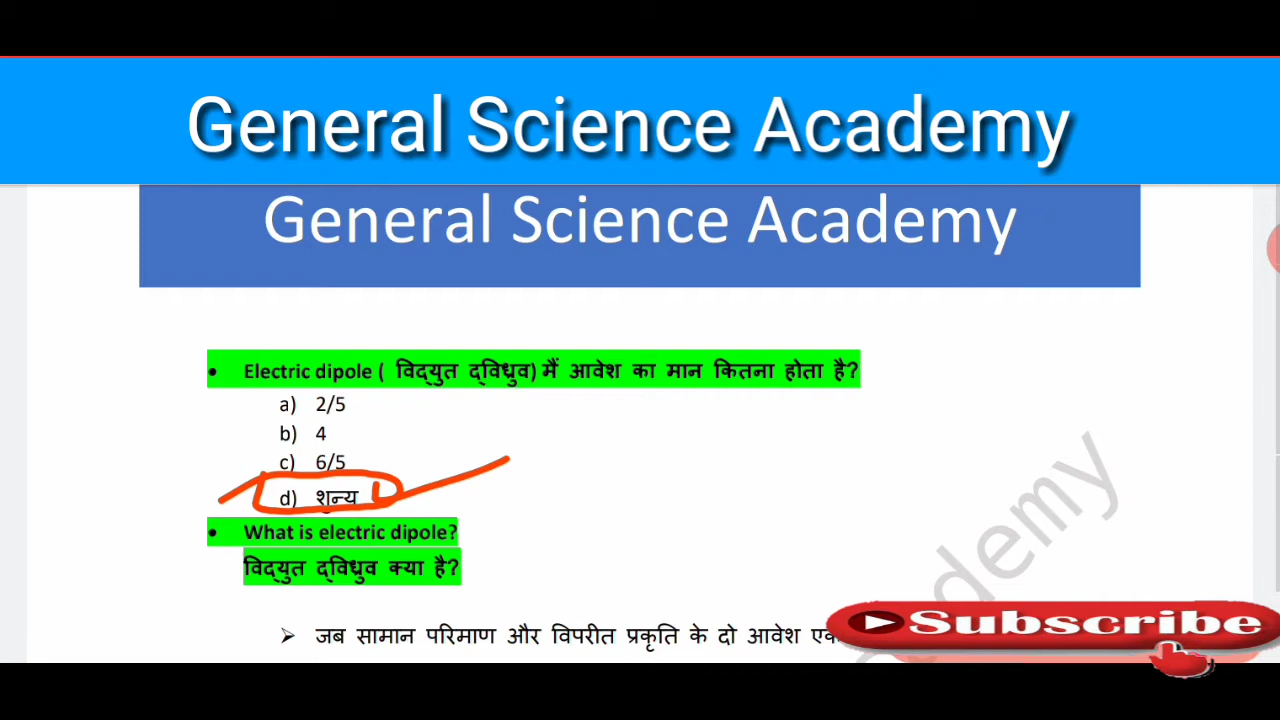 General Science Academy
General Science Academy
• Electric dipole ( विद्युत द्विध्रुव) मैं आवेश का मान कितना होता है?
a) 2/5
b) 4
c) 6/5
d) शुन्य
• What is electric dipole?
विद्युत द्विध्रुव क्या है?
➢ जब सामान परिमाण और विपरीत प्रकृति के दो आवेश
Subscribe